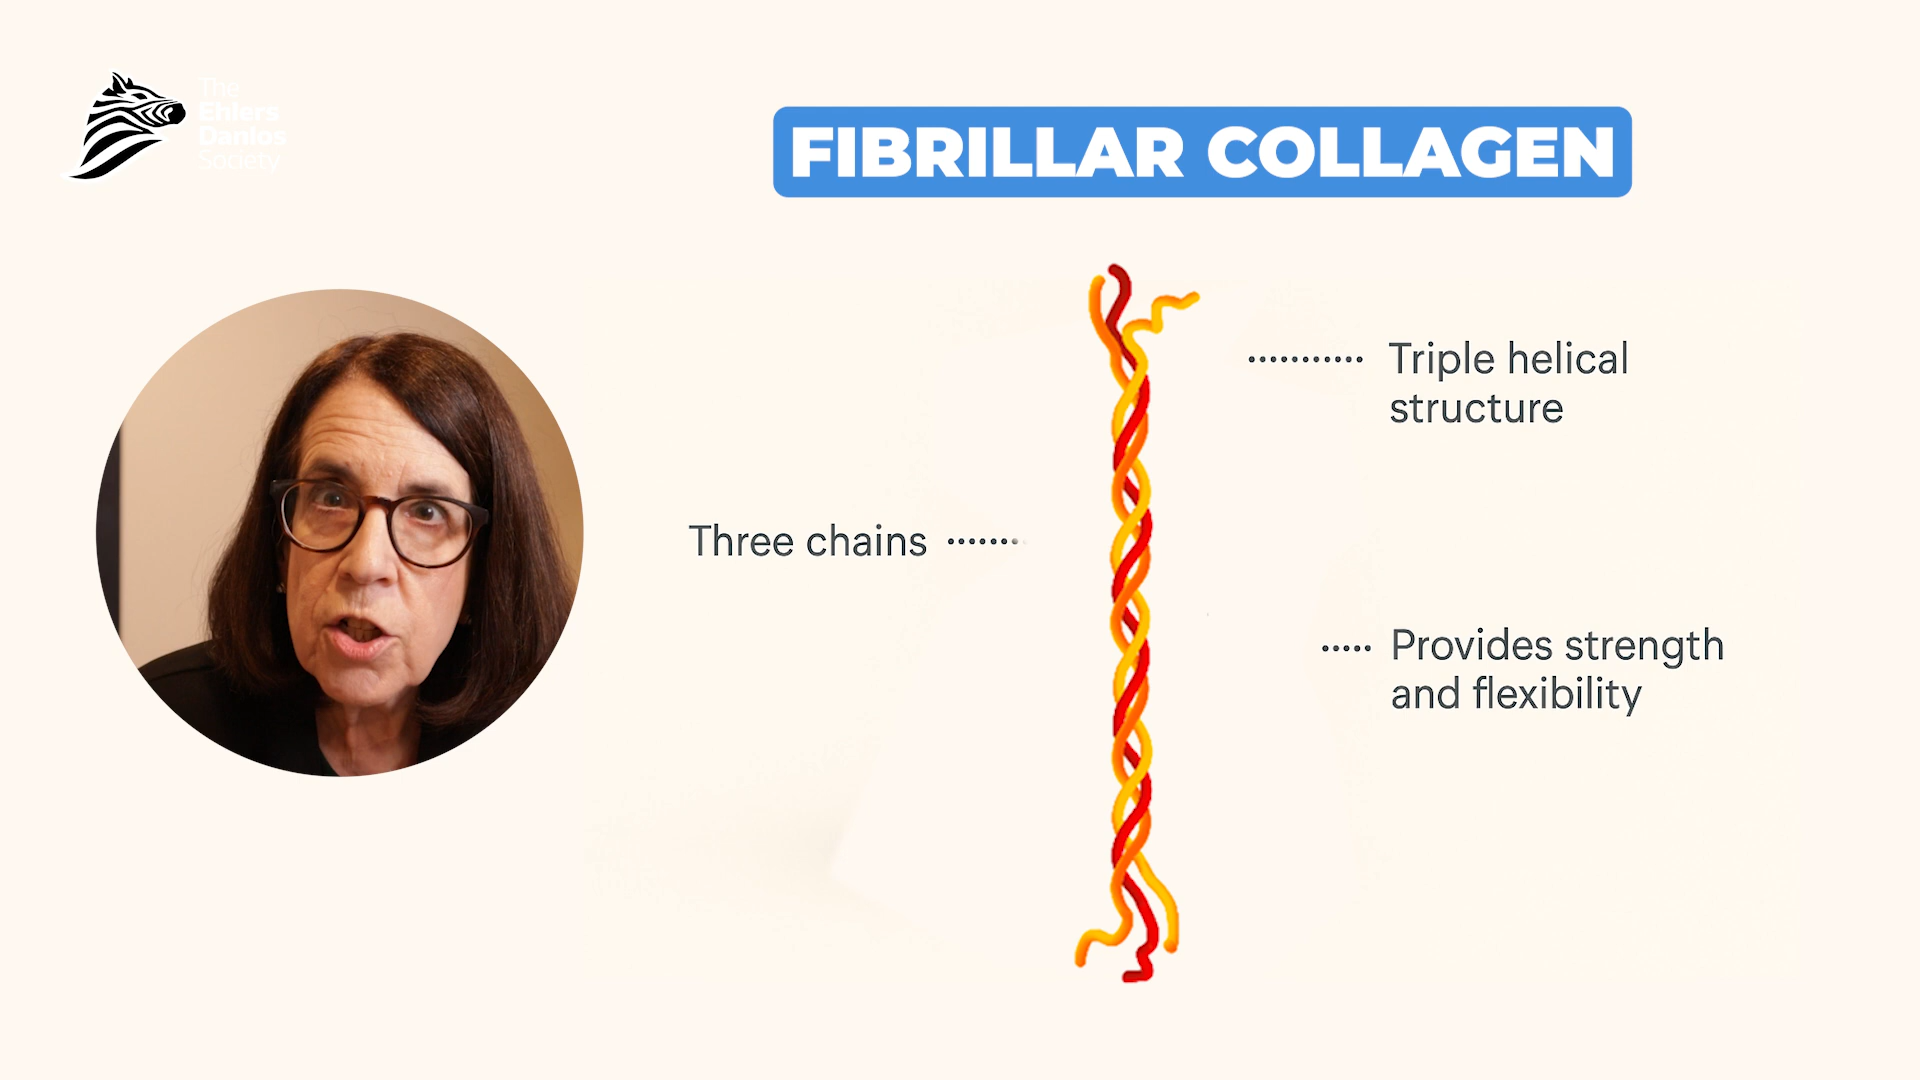 The
Ehlers
Danlos
Society
FIBRILLAR COLLAGEN
Triple helical
structure
Three chains
Provides strength
and flexibility